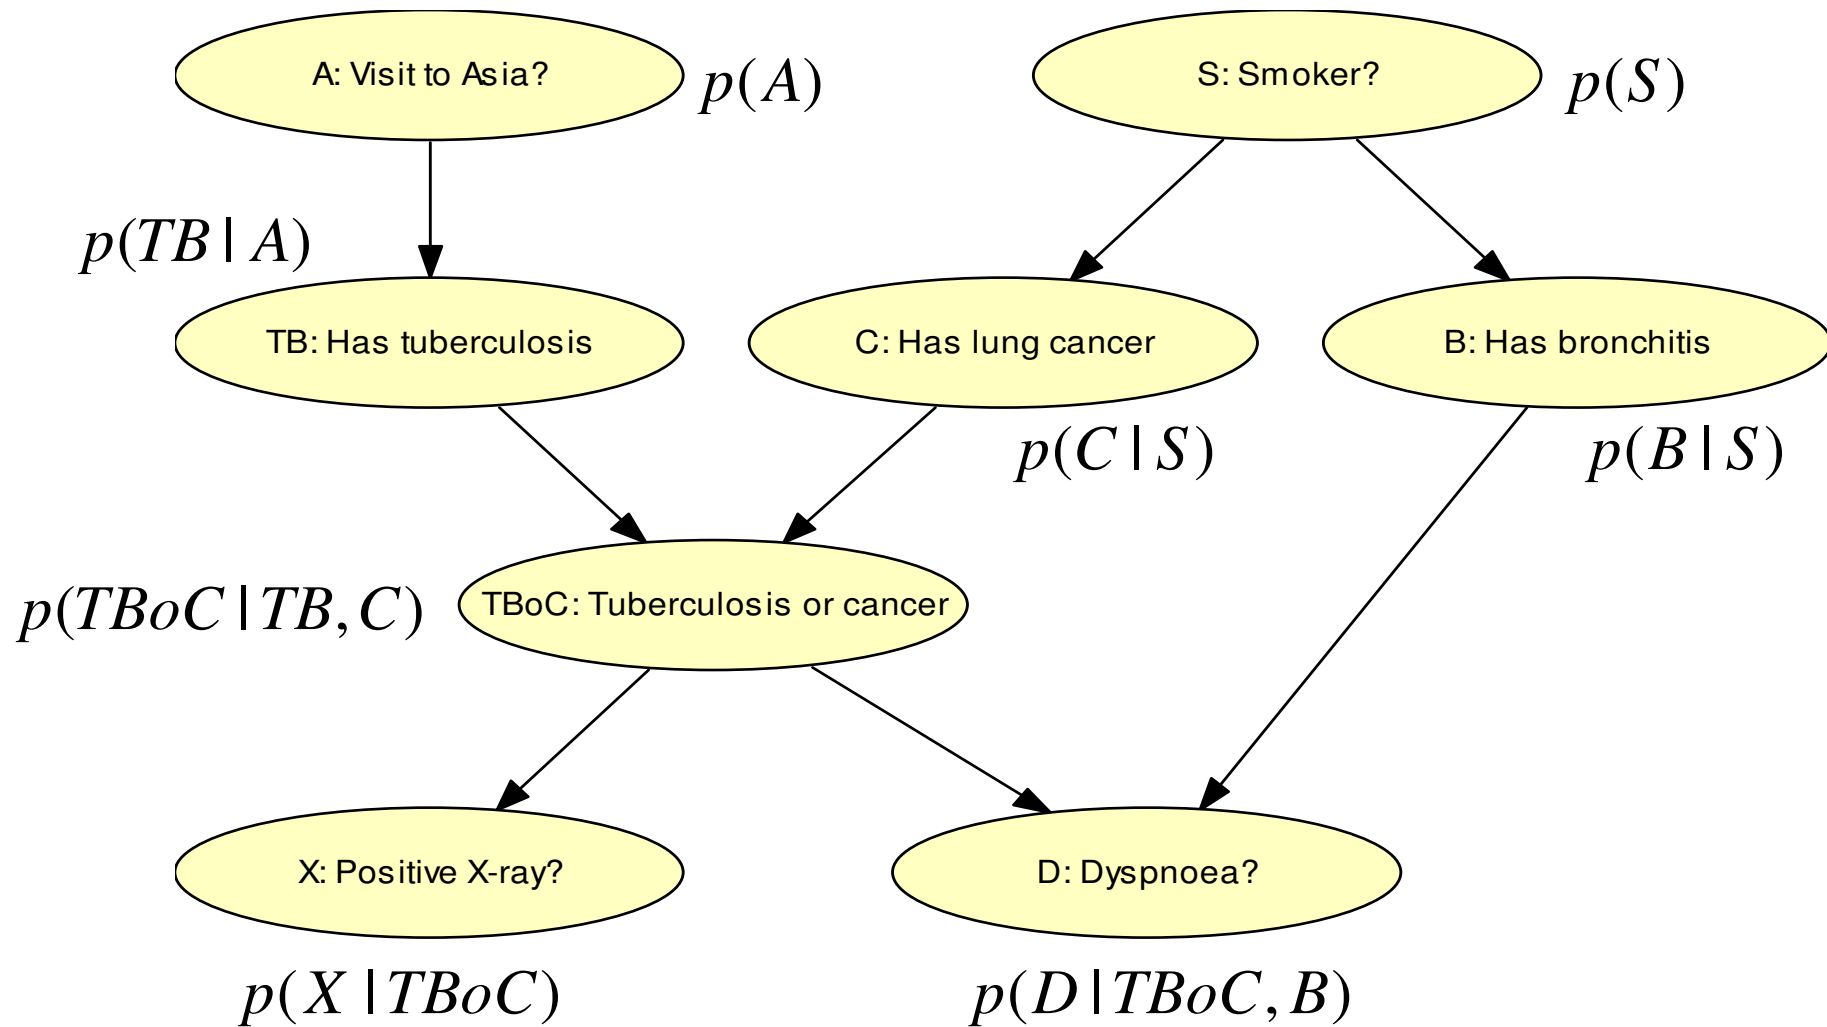 A: Visit to Asia?
p(A)
S: Smoker?
p(S)
p(TB | A)
TB: Has tuberculosis
C: Has lung cancer
B: Has bronchitis
p(C | S)
p(B | S)
p(TBoC | TB, C)
TBoC: Tuberculosis or cancer
X: Positive X-ray?
D: Dyspnoea?
p(X | TBoC)
p(D | TBoC, B)